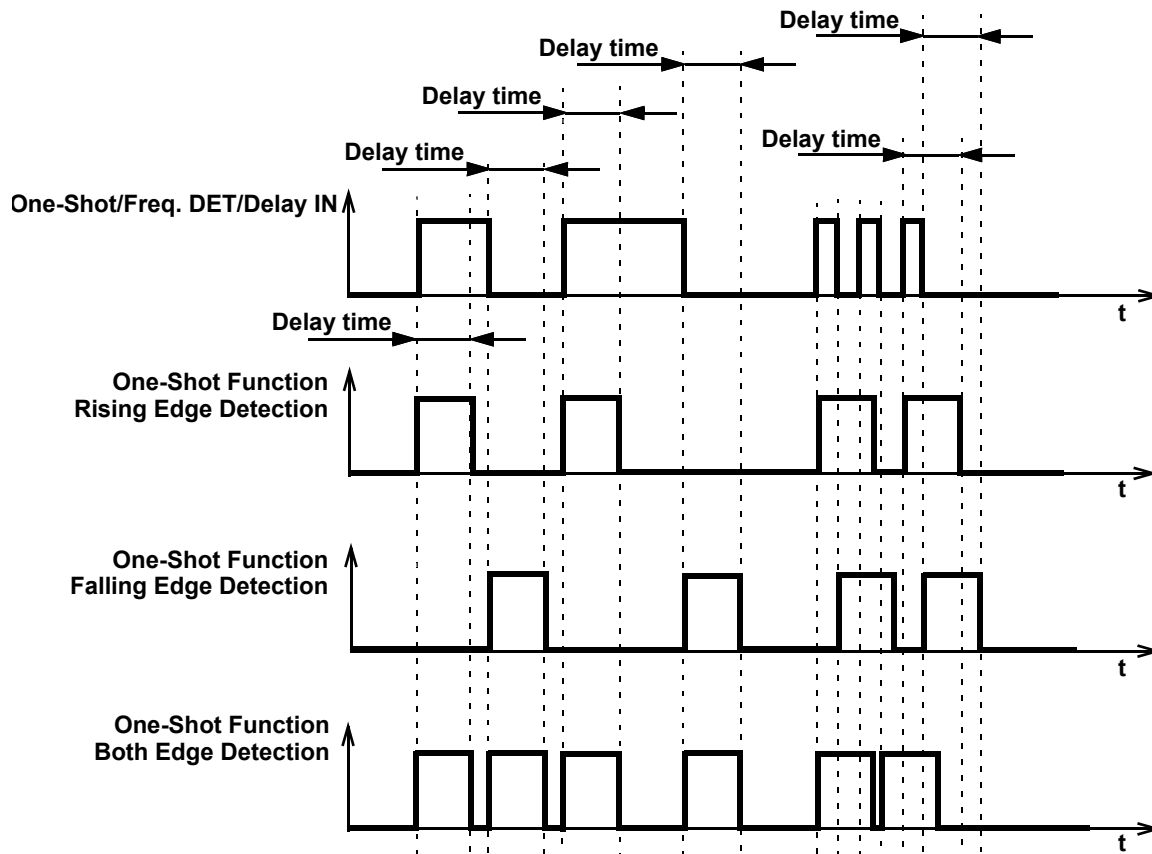 Delay time
Delay time
Delay time
Delay time
Delay time
One-Shot/Freq. DET/Delay IN
t
Delay time
One-Shot Function
Rising Edge Detection
t
One-Shot Function
Falling Edge Detection
t
One-Shot Function
Both Edge Detection
t